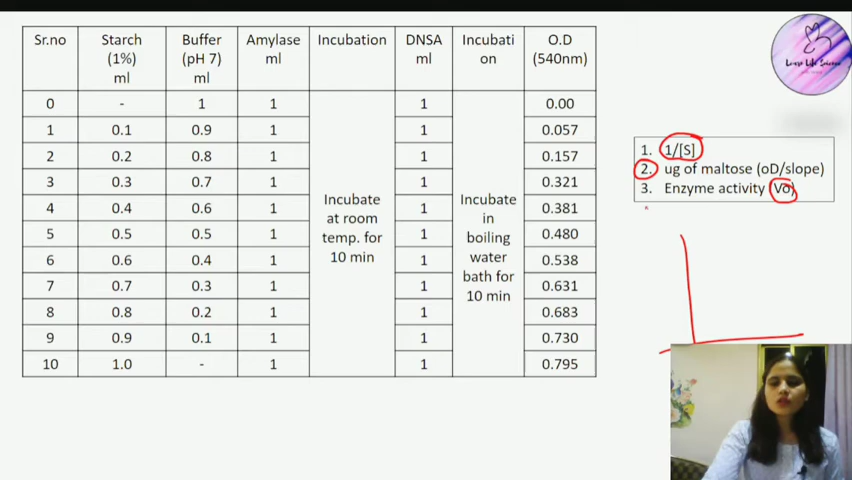 Sr.no Starch (1%) ml Buffer (pH 7) ml Amylase ml Incubation DNSA ml Incubati on O.D (540nm)
0 - 1 1 1 0.00
1 0.1 0.9 1 1 0.057
2 0.2 0.8 1 1 0.157
3 0.3 0.7 1 1 0.321
4 0.4 0.6 1 1 0.381
5 0.5 0.5 1 1 0.480
6 0.6 0.4 1 1 0.538
7 0.7 0.3 1 1 0.631
8 0.8 0.2 1 1 0.683
9 0.9 0.1 1 1 0.730
10 1.0 - 1 1 0.795
Incubate
at room
temp. for
10 min
Incubate
in
boiling
water
bath for
10 min
1. 1/[S]
2. ug of maltose (oD/slope)
3. Enzyme activity (Vo)